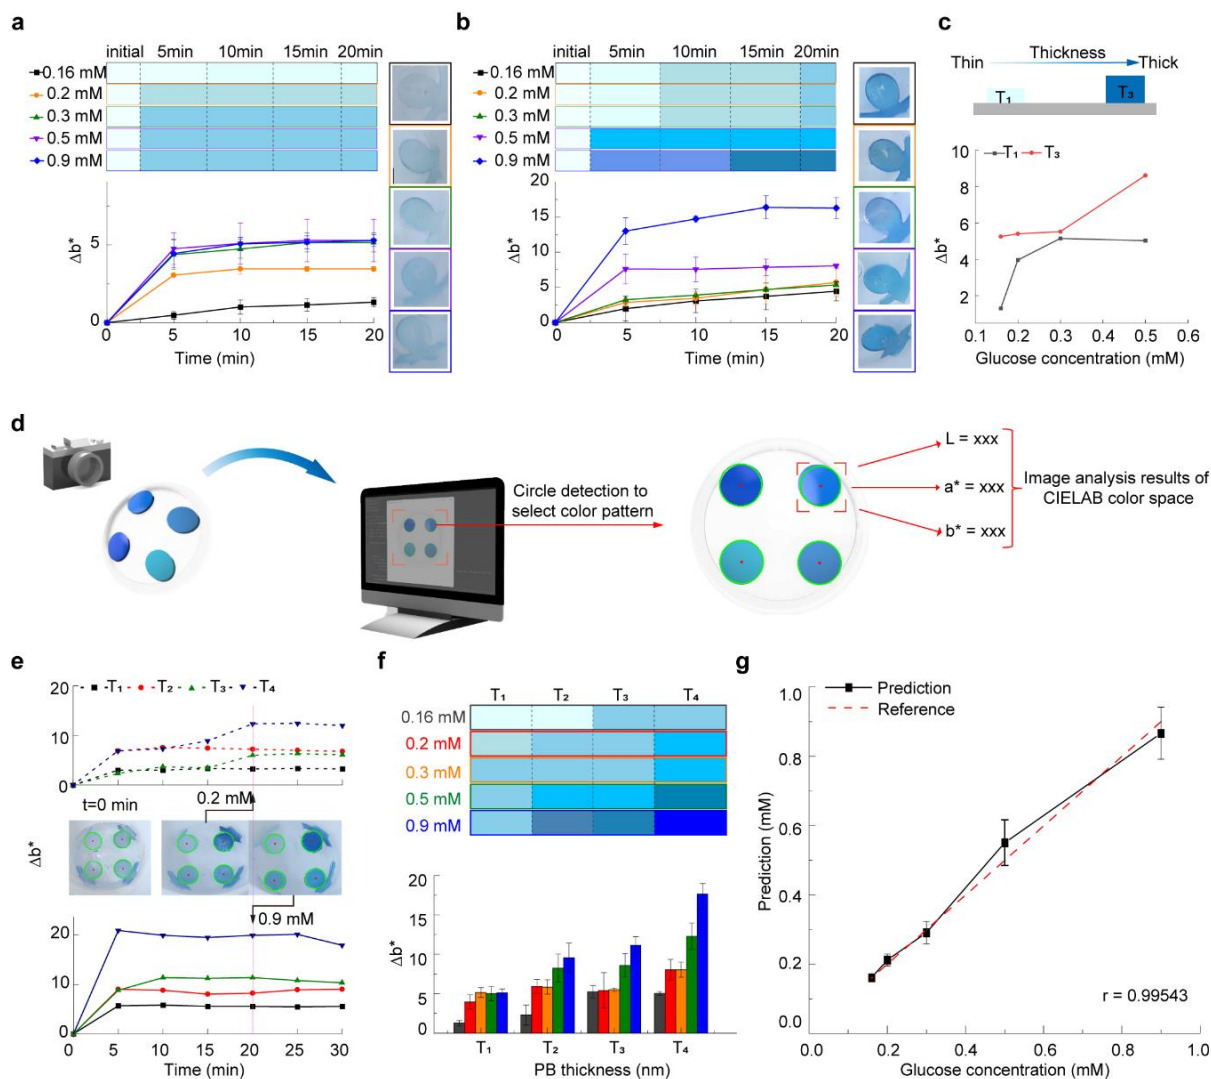 a
initial 5min 10min 15min 20min
0.16 mM
0.2 mM
0.3 mM
0.5 mM
0.9 mM
Δb*
5
0
0 5 10 15 20
Time (min)
b
initial 5min 10min 15min 20min
0.16 mM
0.2 mM
0.3 mM
0.5 mM
0.9 mM
Δb*
20
15
10
5
0
0 5 10 15 20
Time (min)
c
Thickness
Thin Thick
T₁ T₃
T₁ T₃
Δb*
10
8
6
4
2
0.1 0.2 0.3 0.4 0.5 0.6
Glucose concentration (mM)
d
Circle detection to
select color pattern
L = xxx
a* = xxx
b* = xxx
Image analysis results of
CIELAB color space
e
T₁ T₂ T₃ T₄
20
10
0
t=0 min
0.2 mM
Δb*
0.9 mM
20
10
0
0 5 10 15 20 25 30
Time (min)
f
T₁ T₂ T₃ T₄
0.16 mM
0.2 mM
0.3 mM
0.5 mM
0.9 mM
Δb*
20
15
10
5
0
T₁ T₂ T₃ T₄
PB thickness (nm)
g
Prediction
Reference
Prediction (mM)
1.0
0.8
0.6
0.4
0.2
0.0
r = 0.99543
0.0 0.2 0.4 0.6 0.8 1.0
Glucose concentration (mM)